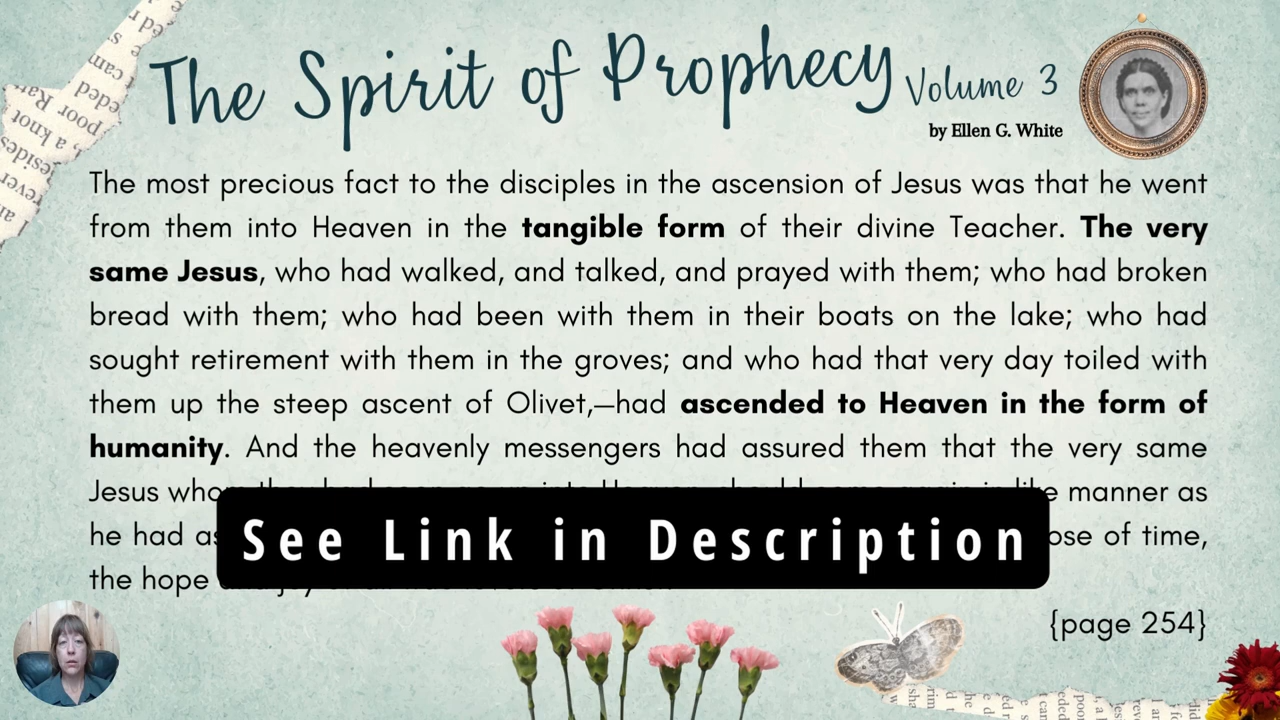 The Spirit of Prophecy Volume 3
by Ellen G. White
The most precious fact to the disciples in the ascension of Jesus was that he went
from them into Heaven in the tangible form of their divine Teacher. The very
same Jesus, who had walked, and talked, and prayed with them; who had broken
bread with them; who had been with them in their boats on the lake; who had
sought retirement with them in the groves; and who had that very day toiled with
them up the steep ascent of Olivet,—had ascended to Heaven in the form of
humanity. And the heavenly messengers had assured them that the very same
Jesus manner as
he had of time,
the hope
See Link in Description
{page 254}